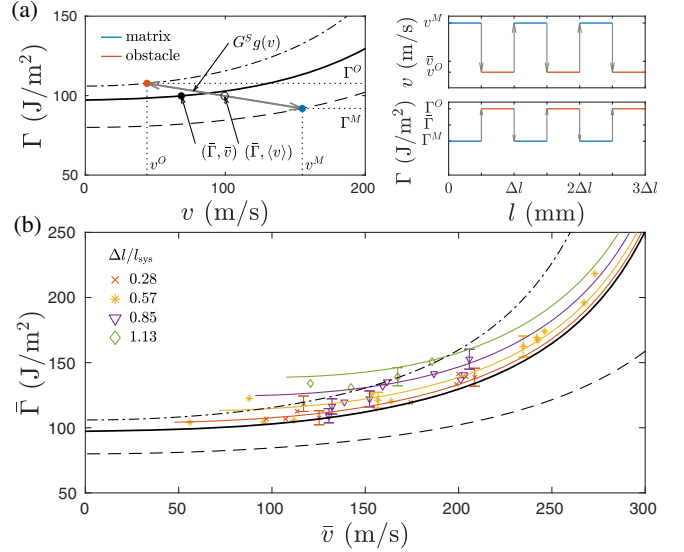 (a)
150
100
50
Γ (J/m²)
matrix
obstacle
G^S g(v)
Γ^O
Γ^M
(Γ̄, v̄) (Γ̄, ⟨v⟩)
v^O
v^M
0
100
200
v (m/s)
v^M
v̄
v^O
v (m/s)
Γ^O
Γ̄
Γ^M
Γ (J/m²)
0 Δl 2Δl 3Δl
l (mm)
(b)
250
200
150
100
50
Γ̄ (J/m²)
Δl/l_sys
0.28
0.57
0.85
1.13
0 50 100 150 200 250 300
v̄ (m/s)